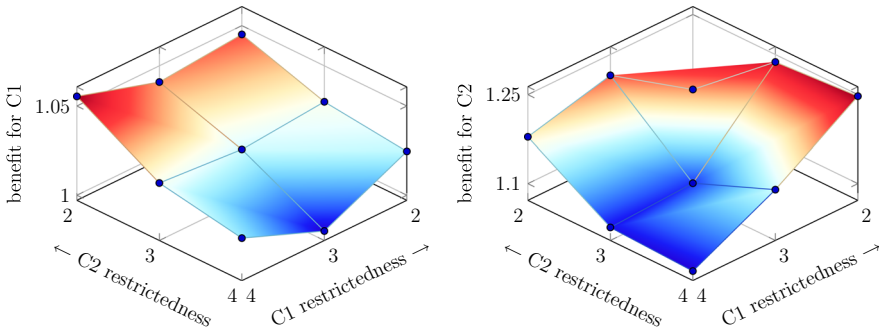 benefit for C1
1.05
1
2
3
4
← C2 restrictedness
4
3
2
C1 restrictedness →
benefit for C2
1.25
1.1
2
3
4
← C2 restrictedness
4
3
2
C1 restrictedness →